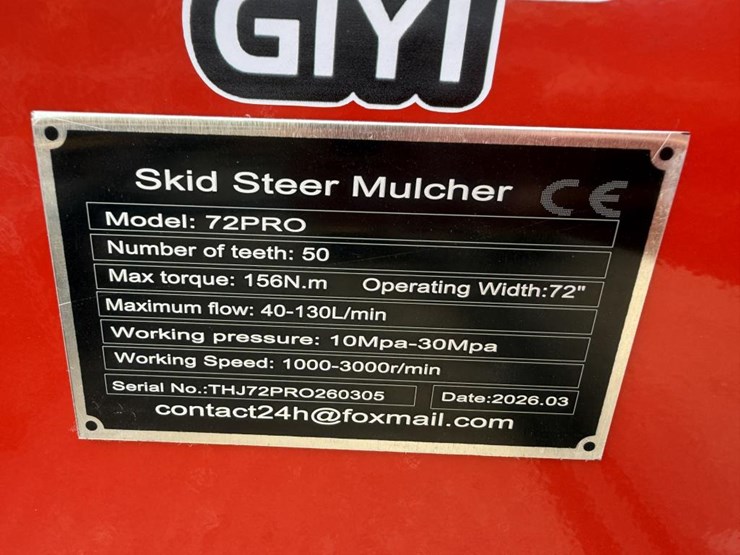 GIYI
Skid Steer Mulcher CE
Model: 72PRO
Number of teeth: 50
Max torque: 156N.m Operating Width:72"
Maximum flow: 40-130L/min
Working pressure: 10Mpa-30Mpa
Working Speed: 1000-3000r/min
Serial No.:THJ72PRO260305 Date:2026.03
contact24h@foxmail.com